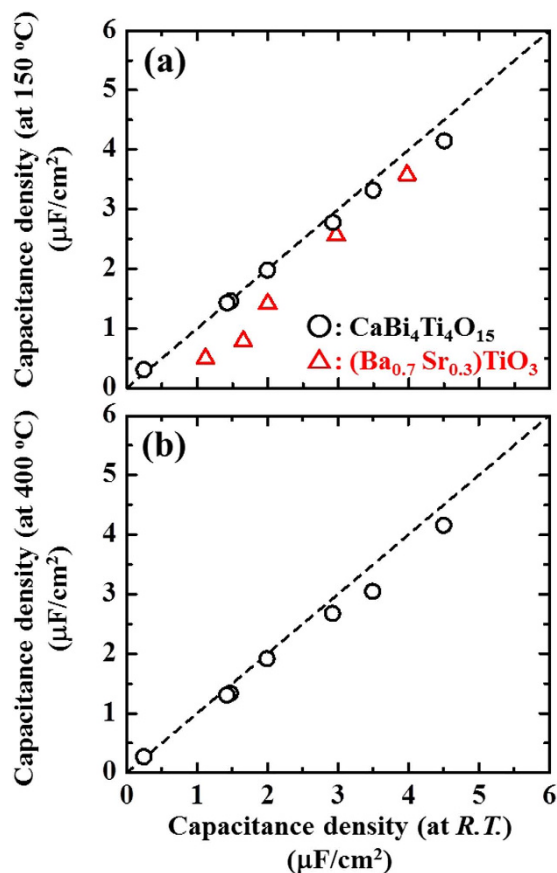 Capacitance density (at 150 ºC)
(μF/cm²)
6
5
4
3
2
1
0
(a)
: CaBi₄Ti₄O₁₅
: (Ba₀.₇ Sr₀.₃)TiO₃
Capacitance density (at 400 ºC)
(μF/cm²)
6
5
4
3
2
1
0
(b)
0 1 2 3 4 5 6
Capacitance density (at R.T.)
(μF/cm²)